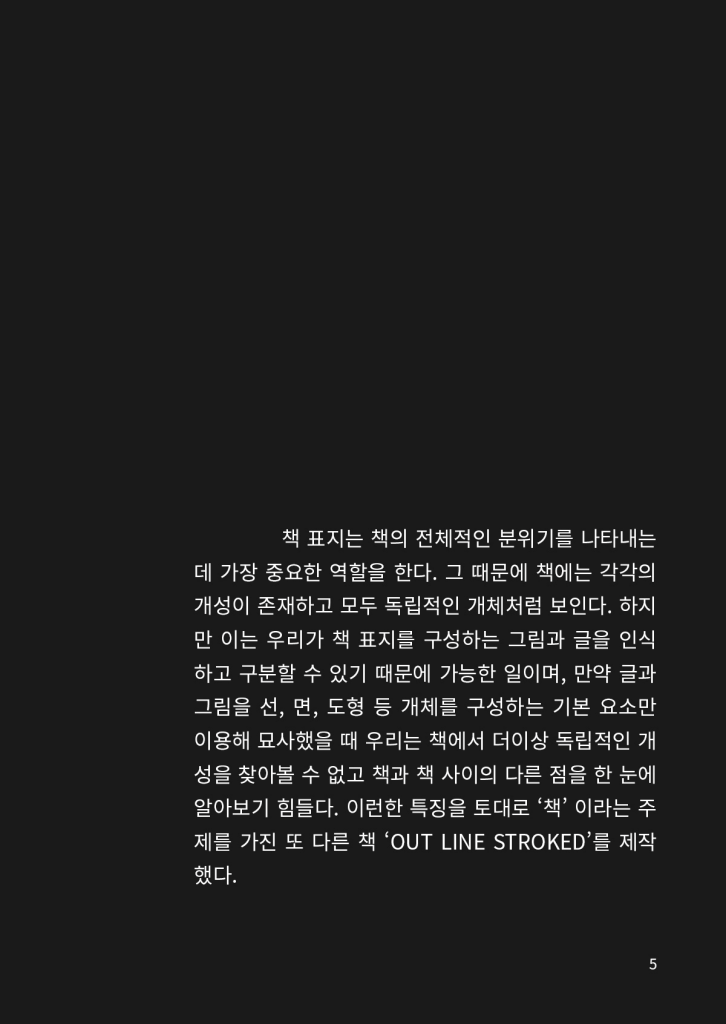 책 표지는 책의 전체적인 분위기를 나타내는
데 가장 중요한 역할을 한다. 그 때문에 책에는 각각의
개성이 존재하고 모두 독립적인 개체처럼 보인다. 하지
만 이는 우리가 책 표지를 구성하는 그림과 글을 인식
하고 구분할 수 있기 때문에 가능한 일이며, 만약 글과
그림을 선, 면, 도형 등 개체를 구성하는 기본 요소만
이용해 묘사했을 때 우리는 책에서 더이상 독립적인 개
성을 찾아볼 수 없고 책과 책 사이의 다른 점을 한 눈에
알아보기 힘들다. 이런한 특징을 토대로 ‘책’ 이라는 주
제를 가진 또 다른 책 ‘OUT LINE STROKED’를 제작
했다.
5